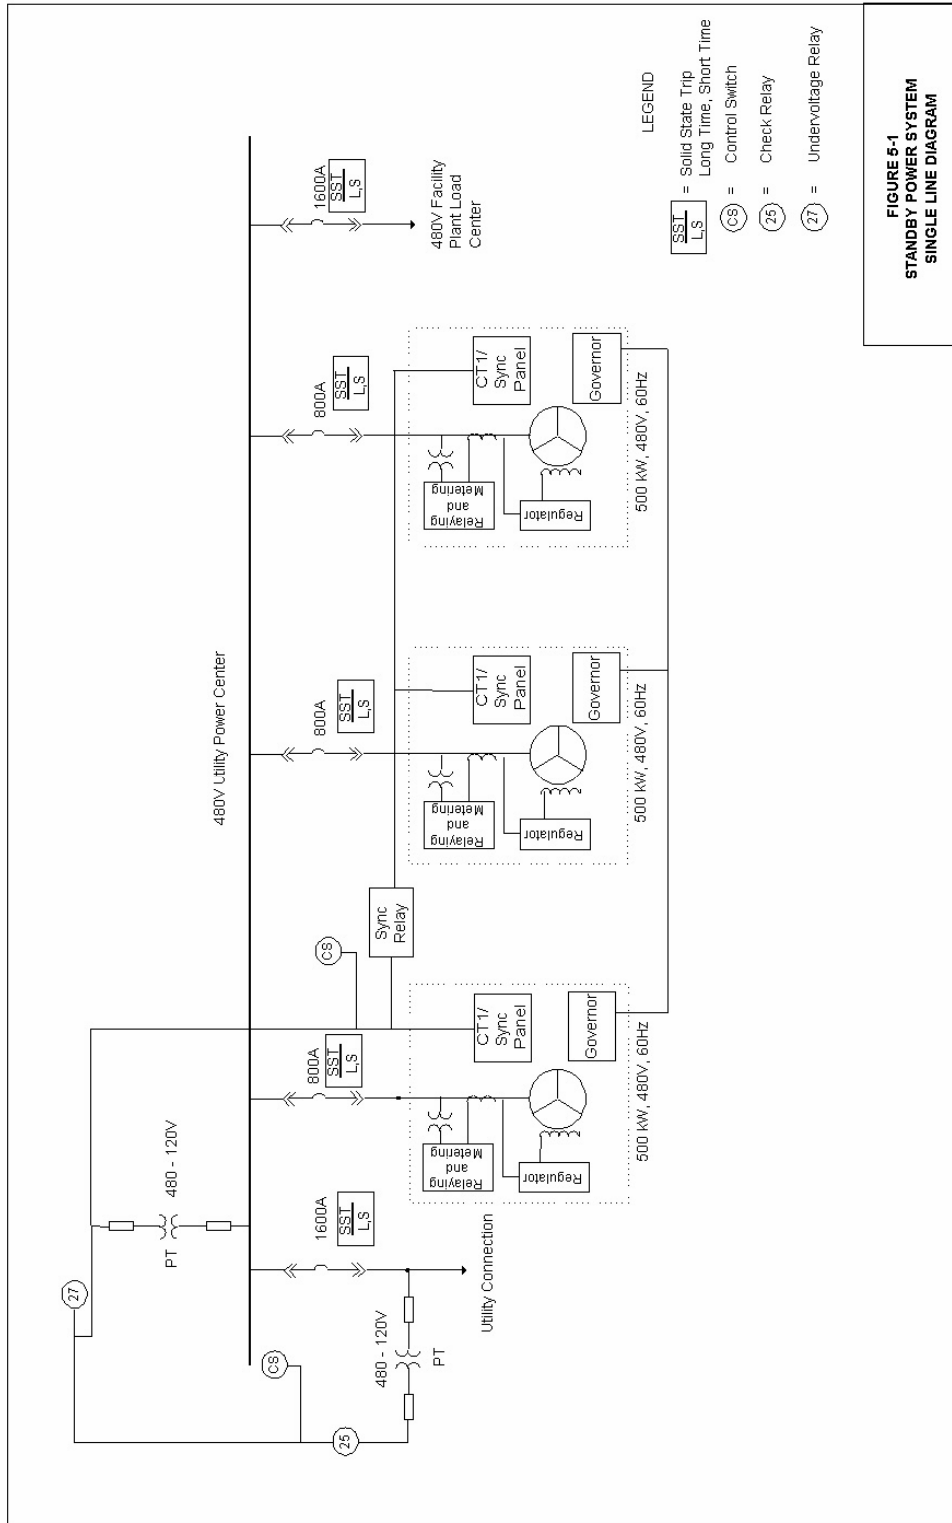 480V Utility Power Center
27
CS
25
PT
480 - 120V
480 - 120V
PT
1600A
SST
L,S
Utility Connection
800A
SST
L,S
CS
Sync
Relay
800A
SST
L,S
800A
SST
L,S
1600A
SST
L,S
480V Facility
Plant Load
Center
Relaying
and
Metering
Regulator
CT1/
Sync
Panel
Governor
500 kW, 480V, 60Hz
Relaying
and
Metering
Regulator
CT1/
Sync
Panel
Governor
500 kW, 480V, 60Hz
Relaying
and
Metering
Regulator
CT1/
Sync
Panel
Governor
500 kW, 480V, 60Hz
LEGEND
SST
L,S
= Solid State Trip
Long Time, Short Time
CS = Control Switch
25 = Check Relay
27 = Undervoltage Relay
FIGURE 5-1
STANDBY POWER SYSTEM
SINGLE LINE DIAGRAM